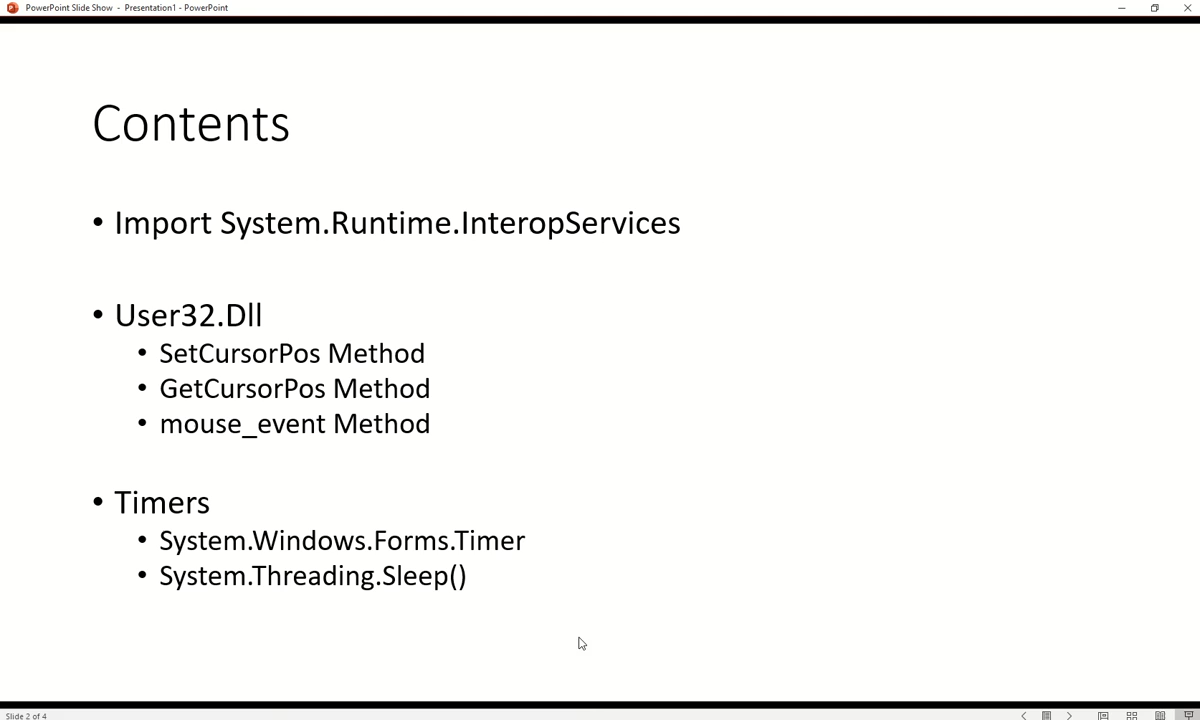 PowerPoint Slide Show - Presentation1 - PowerPoint
Contents
• Import System.Runtime.InteropServices
• User32.Dll
• SetCursorPos Method
• GetCursorPos Method
• mouse_event Method
• Timers
• System.Windows.Forms.Timer
• System.Threading.Sleep()
Slide 2 of 4